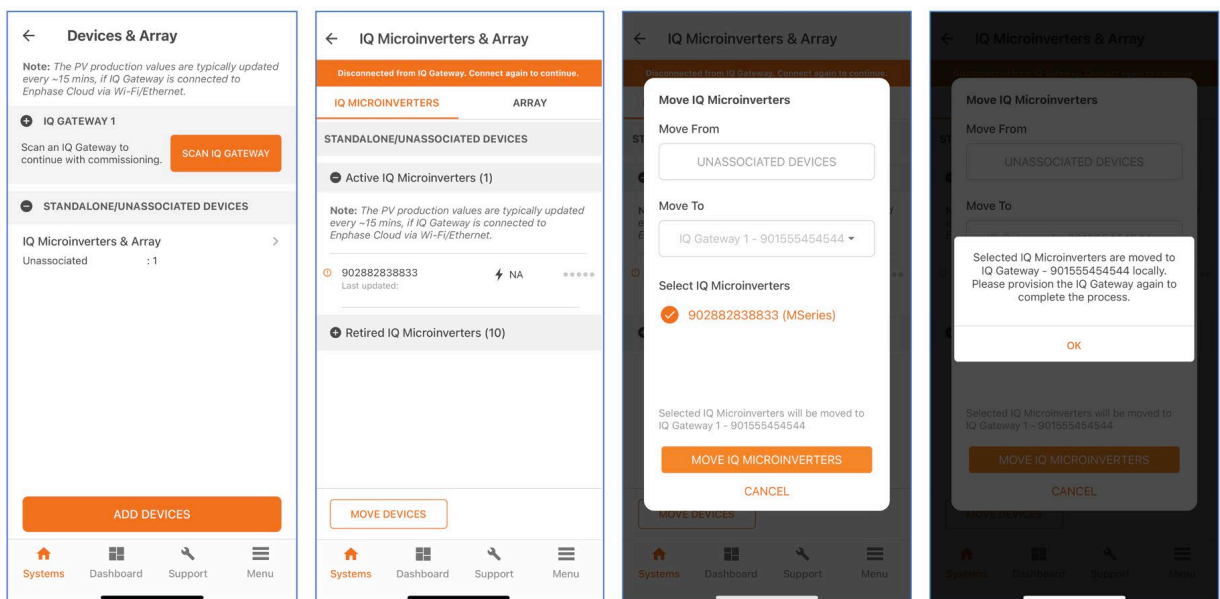 Devices & Array
Note: The PV production values are typically updated
every ~15 mins, if IQ Gateway is connected to
Enphase Cloud via Wi-Fi/Ethernet.
IQ GATEWAY 1
Scan an IQ Gateway to
continue with commissioning.
SCAN IQ GATEWAY
STANDALONE/UNASSOCIATED DEVICES
IQ Microinverters & Array
Unassociated : 1
ADD DEVICES
Systems Dashboard Support Menu
IQ Microinverters & Array
Disconnected from IQ Gateway. Connect again to continue.
IQ MICROINVERTERS ARRAY
STANDALONE/UNASSOCIATED DEVICES
Active IQ Microinverters (1)
Note: The PV production values are typically updated
every ~15 mins, if IQ Gateway is connected to
Enphase Cloud via Wi-Fi/Ethernet.
902882838833 NA
Last updated:
Retired IQ Microinverters (10)
MOVE DEVICES
Systems Dashboard Support Menu
IQ Microinverters & Array
Disconnected from IQ Gateway. Connect again to continue.
Move IQ Microinverters
Move From
UNASSOCIATED DEVICES
Move To
IQ Gateway 1 - 901555454544
Select IQ Microinverters
902882838833 (MSeries)
Selected IQ Microinverters will be moved to
IQ Gateway 1 - 901555454544
MOVE IQ MICROINVERTERS
CANCEL
MOVE DEVICES
Systems Dashboard Support Menu
IQ Microinverters & Array
Move IQ Microinverters
Move From
UNASSOCIATED DEVICES
Move To
Selected IQ Microinverters are moved to
IQ Gateway - 901555454544 locally.
Please provision the IQ Gateway again to
complete the process.
OK
Selected IQ Microinverters will be moved to
IQ Gateway 1 - 901555454544
MOVE IQ MICROINVERTERS
CANCEL
MOVE DEVICES
Systems Dashboard Support Menu